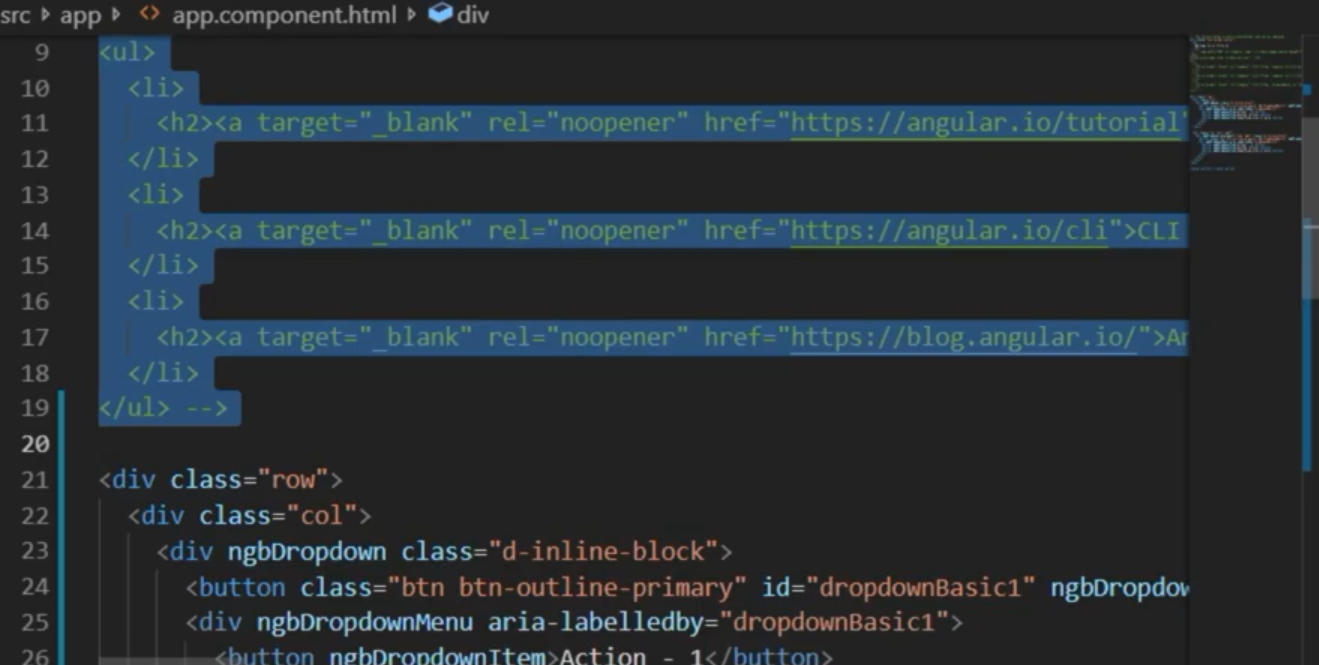 src app app.component.html div
9 <ul>
10 <li>
11 <h2><a target="_blank" rel="noopener" href="https://angular.io/tutorial"
12 </li>
13 <li>
14 <h2><a target="_blank" rel="noopener" href="https://angular.io/cli">CLI
15 </li>
16 <li>
17 <h2><a target="_blank" rel="noopener" href="https://blog.angular.io/">An
18 </li>
19 </ul> -->
20
21 <div class="row">
22 <div class="col">
23 <div ngbDropdown class="d-inline-block">
24 <button class="btn btn-outline-primary" id="dropdownBasic1" ngbDropdow
25 <div ngbDropdownMenu aria-labelledby="dropdownBasic1">
26 <button ngbDropdownItem>Action - 1</button>